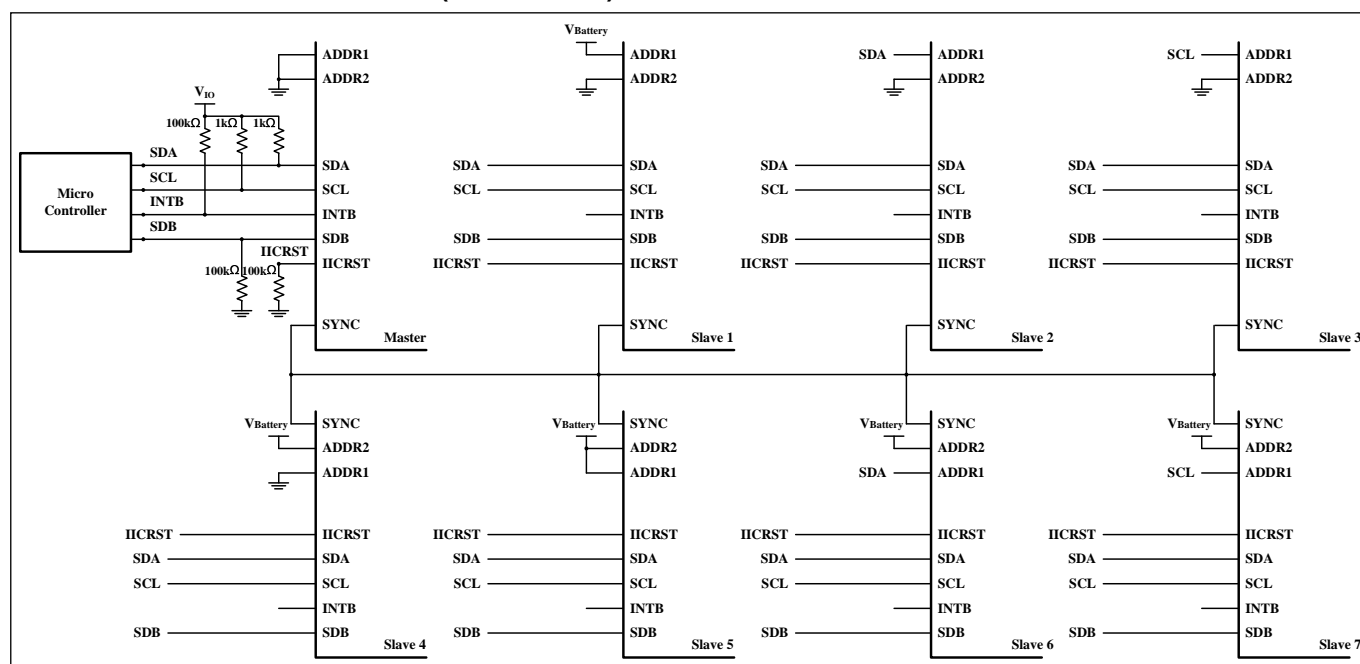 VBattery
ADDR1
ADDR2
ADDR1
ADDR2
SDA
ADDR1
ADDR2
SCL
ADDR1
ADDR2
VIO
100kΩ
1kΩ
1kΩ
Micro
Controller
SDA
SCL
INTB
SDB
IICRST
100kΩ
100kΩ
SDA
SCL
INTB
SDB
IICRST
SYNC
Master
SDA
SCL
SDB
IICRST
SDA
SCL
INTB
SDB
IICRST
SYNC
Slave 1
SDA
SCL
SDB
IICRST
SDA
SCL
INTB
SDB
IICRST
SYNC
Slave 2
SDA
SCL
SDB
IICRST
SDA
SCL
INTB
SDB
IICRST
SYNC
Slave 3
VBattery
SYNC
ADDR2
ADDR1
IICRST
SDA
SCL
SDB
IICRST
SDA
SCL
INTB
SDB
Slave 4
VBattery
SYNC
ADDR2
ADDR1
IICRST
SDA
SCL
SDB
IICRST
SDA
SCL
INTB
SDB
Slave 5
VBattery
SYNC
ADDR2
SDA
ADDR1
IICRST
SDA
SCL
SDB
IICRST
SDA
SCL
INTB
SDB
Slave 6
VBattery
SYNC
ADDR2
SCL
ADDR1
IICRST
SDA
SCL
SDB
IICRST
SDA
SCL
INTB
SDB
Slave 7